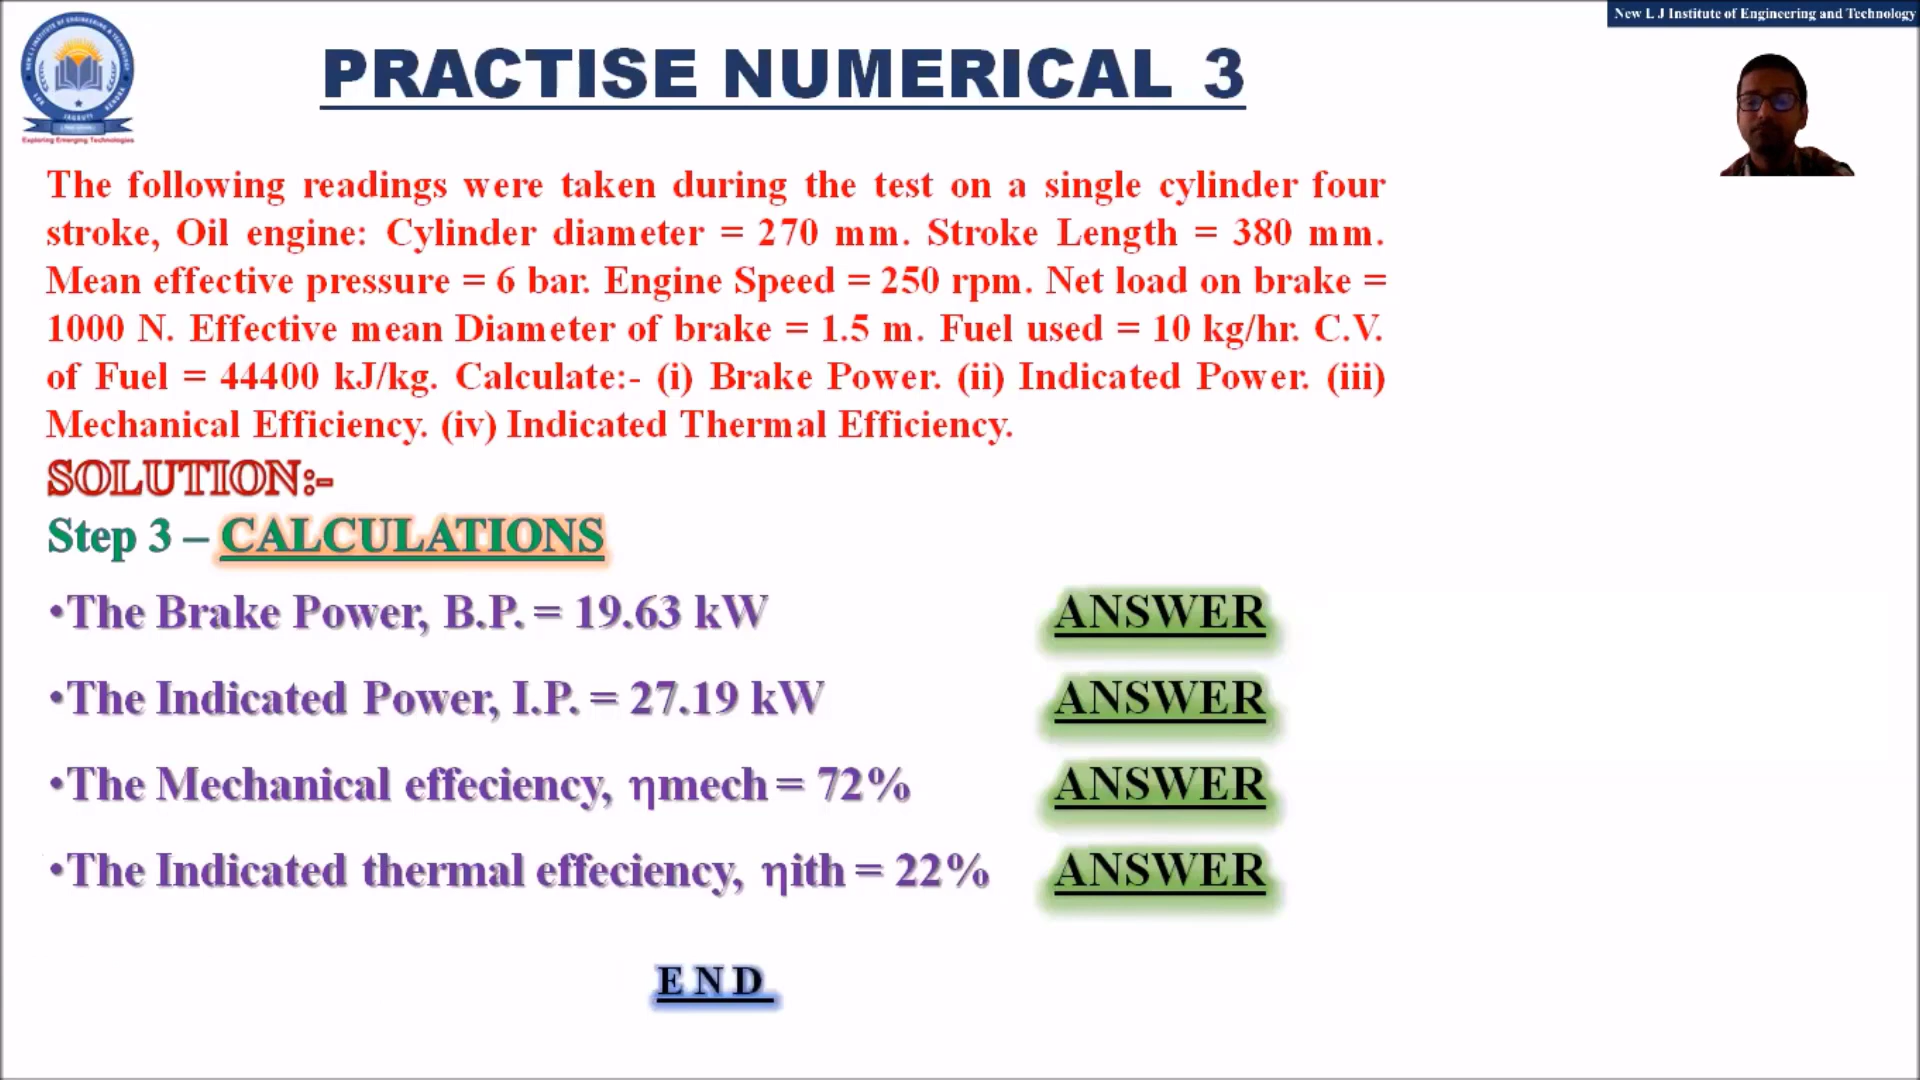 New L J Institute of Engineering and Technology
PRACTISE NUMERICAL 3
Exploring Emerging Technologies
The following readings were taken during the test on a single cylinder four
stroke, Oil engine: Cylinder diameter = 270 mm. Stroke Length = 380 mm.
Mean effective pressure = 6 bar. Engine Speed = 250 rpm. Net load on brake =
1000 N. Effective mean Diameter of brake = 1.5 m. Fuel used = 10 kg/hr. C.V.
of Fuel = 44400 kJ/kg. Calculate:- (i) Brake Power. (ii) Indicated Power. (iii)
Mechanical Efficiency. (iv) Indicated Thermal Efficiency.
SOLUTION:-
Step 3 – CALCULATIONS
•The Brake Power, B.P. = 19.63 kW ANSWER
•The Indicated Power, I.P. = 27.19 kW ANSWER
•The Mechanical effeciency, ηmech = 72% ANSWER
•The Indicated thermal effeciency, ηith = 22% ANSWER
E N D